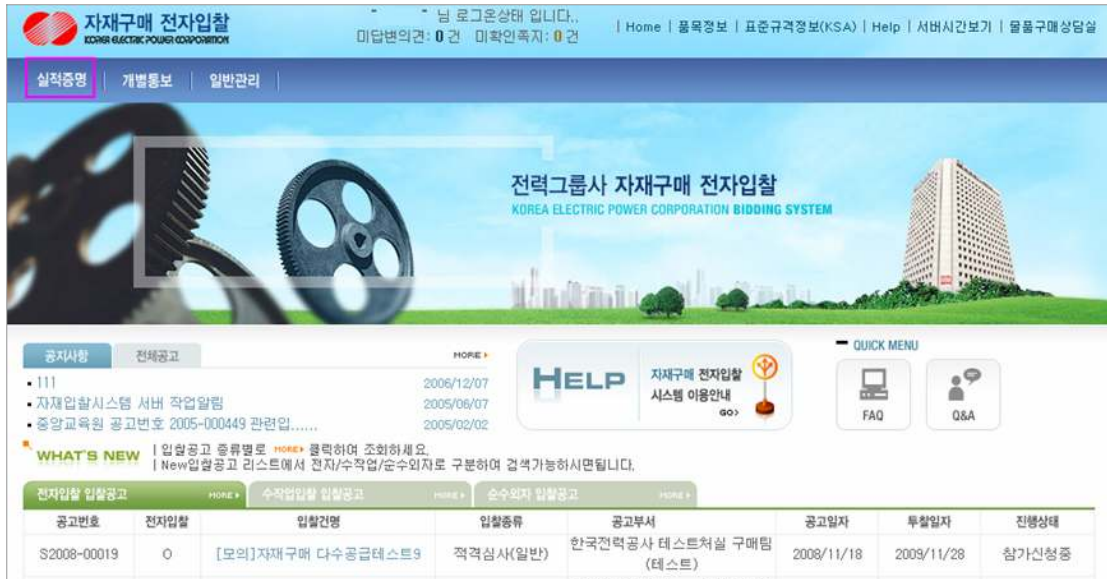 자재구매 전자입찰
KOREA ELECTRIC POWER CORPORATION
님 로그온상태 입니다..
미답변의견: 0 건 미확인쪽지: 0 건
| Home | 품목정보 | 표준규격정보(KSA) | Help | 서버시간보기 | 물품구매상담실
실적증명 | 개별통보 | 일반관리 |
전력그룹사 자재구매 전자입찰
KOREA ELECTRIC POWER CORPORATION BIDDING SYSTEM
공지사항 전체공고 MORE
111 2006/12/07
자재입찰시스템 서버 작업알림 2005/06/07
중앙교육원 공고번호 2005-000449 관련입...... 2005/02/02
HELP
자재구매 전자입찰
시스템 이용안내
GO>
QUICK MENU
FAQ Q&A
WHAT'S NEW
| 입찰공고 종류별로 MORE 클릭하여 조회하세요.
| New입찰공고 리스트에서 전자/수작업/순수외자로 구분하여 검색가능하시면됩니다.
전자입찰 입찰공고 MORE 수작업입찰 입찰공고 MORE 순수외자 입찰공고 MORE
공고번호 전자입찰 입찰건명 입찰종류 공고부서 공고일자 투찰일자 진행상태
S2008-00019 O [모의]자재구매 다수공급테스트9 적격심사(일반) 한국전력공사 테스트처실 구매팀 2008/11/18 2009/11/28 참가신청중
(테스트)